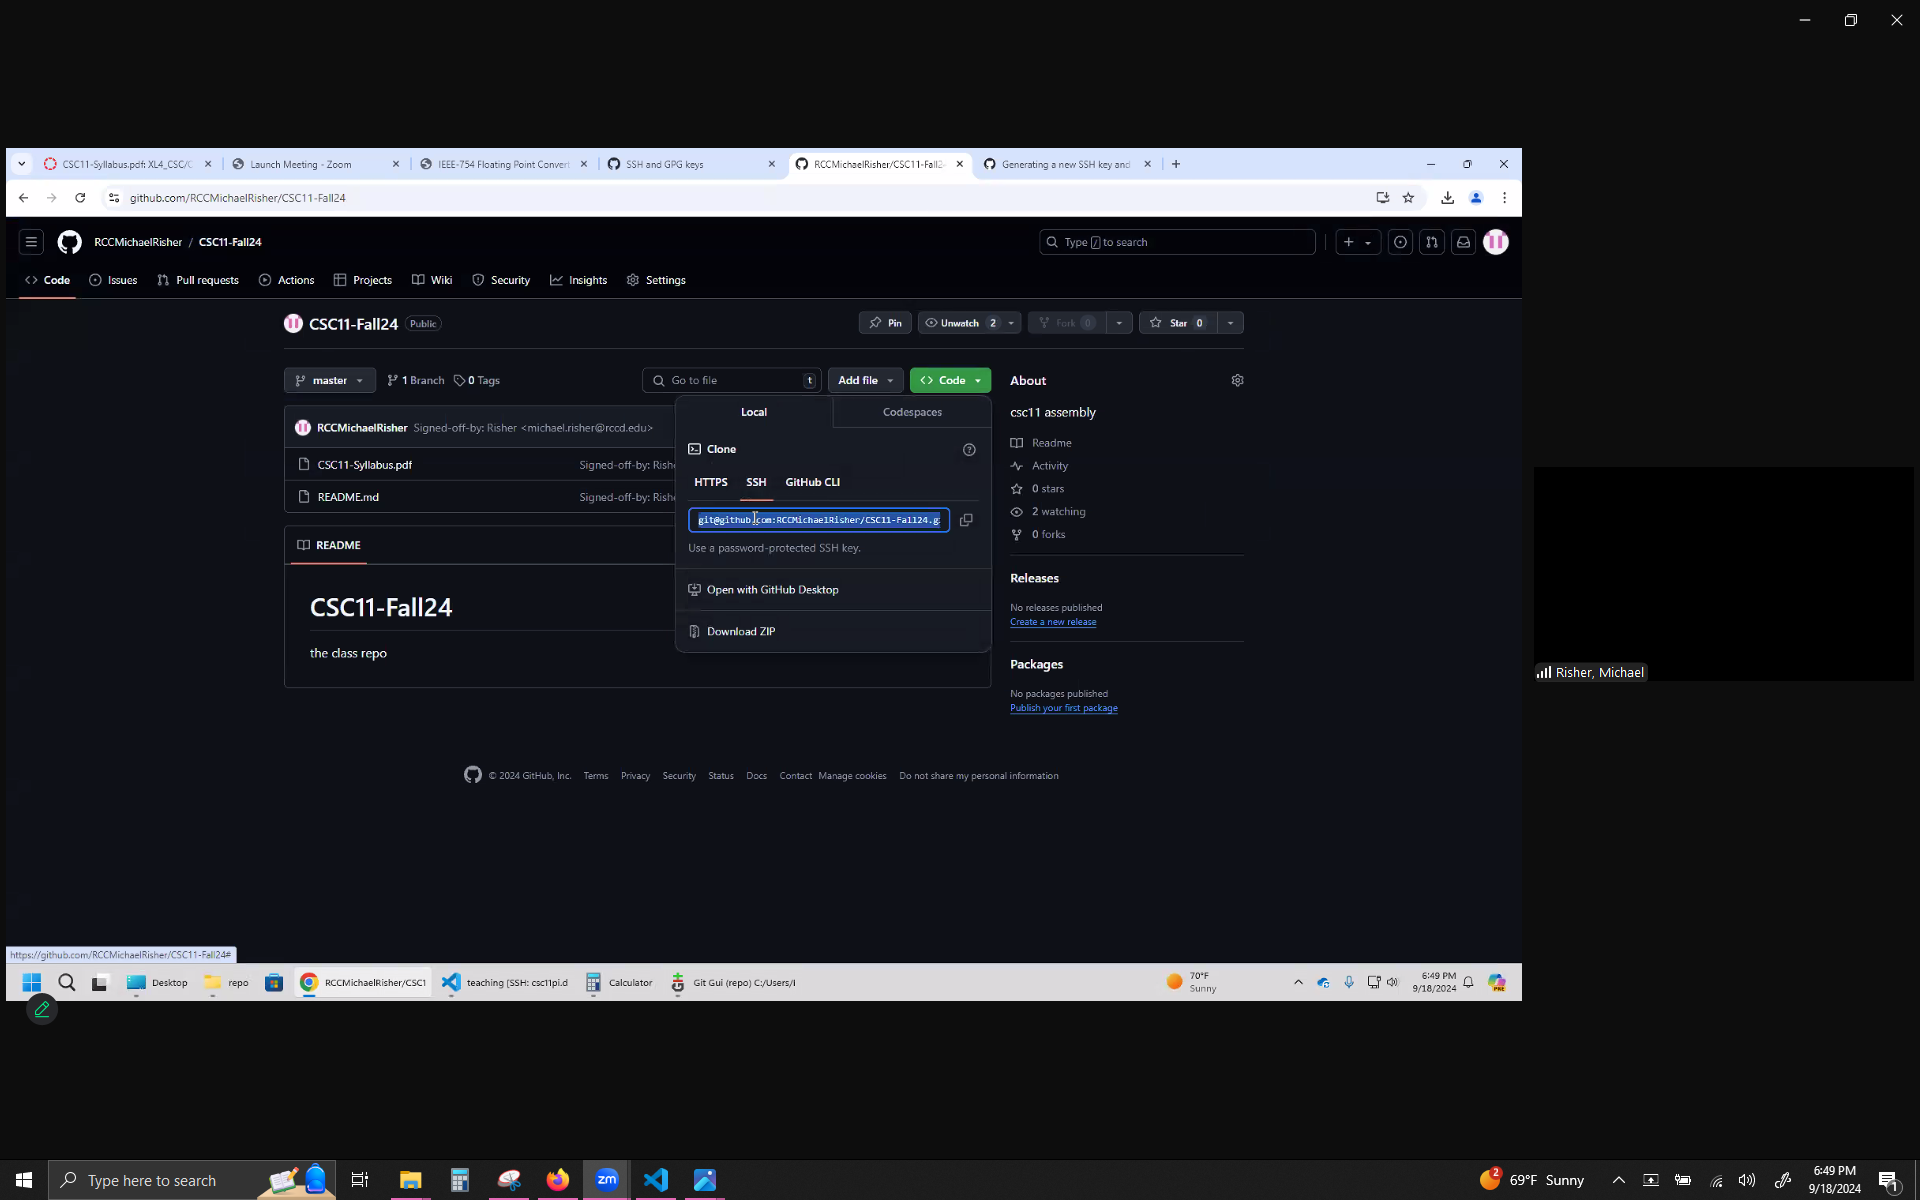 CSC11-Syllabus.pdf: XL4_CSC/C
Launch Meeting - Zoom
IEEE-754 Floating Point Convert
SSH and GPG keys
RCCMichaelRisher/CSC11-Fall2
Generating a new SSH key and
github.com/RCCMichaelRisher/CSC11-Fall24
RCCMichaelRisher / CSC11-Fall24
Type / to search
Code
Issues
Pull requests
Actions
Projects
Wiki
Security
Insights
Settings
CSC11-Fall24 Public
Pin
Unwatch 2
Fork 0
Star 0
master
1 Branch
0 Tags
Go to file t
Add file
Code
About
csc11 assembly
Local
Codespaces
RCCMichaelRisher Signed-off-by: Risher <michael.risher@rccd.edu>
Clone
Readme
CSC11-Syllabus.pdf Signed-off-by: Rish
Activity
HTTPS
SSH
GitHub CLI
0 stars
README.md Signed-off-by: Rish
2 watching
git@github.com:RCCMichaelRisher/CSC11-Fall24.g
0 forks
README
Use a password-protected SSH key.
Releases
Open with GitHub Desktop
No releases published
CSC11-Fall24
Create a new release
Download ZIP
the class repo
Packages
No packages published
Publish your first package
Risher, Michael
© 2024 GitHub, Inc. Terms Privacy Security Status Docs Contact Manage cookies Do not share my personal information
https://github.com/RCCMichaelRisher/CSC11-Fall24#
Desktop
repo
RCCMichaelRisher/CSC1
teaching [SSH: csc11pi.d
Calculator
Git Gui (repo) C:/Users/I
70°F
Sunny
6:49 PM
9/18/2024
PRE
Type here to search
zm
2
69°F Sunny
6:49 PM
9/18/2024
1